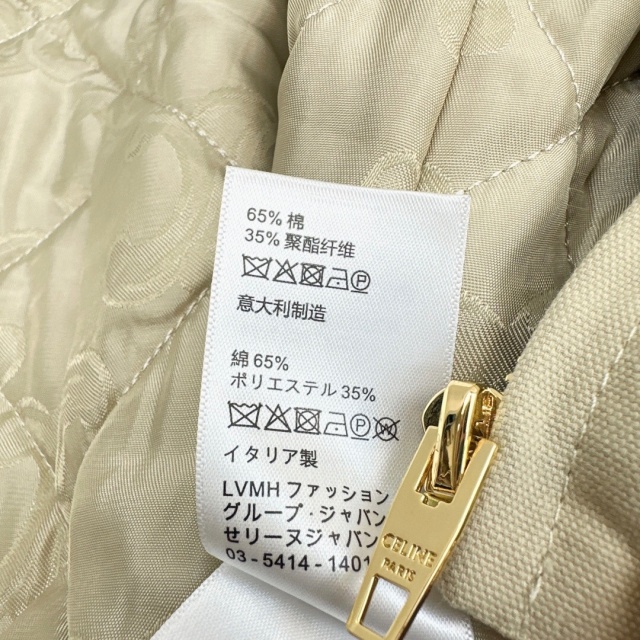 65% 棉
35% 聚酯纤维
意大利制造
綿 65%
ポリエステル 35%
イタリア製
LVMH ファッション
グループ・ジャパン
せリーヌジャパン
03 - 5414 - 1401
CELINE
PARIS